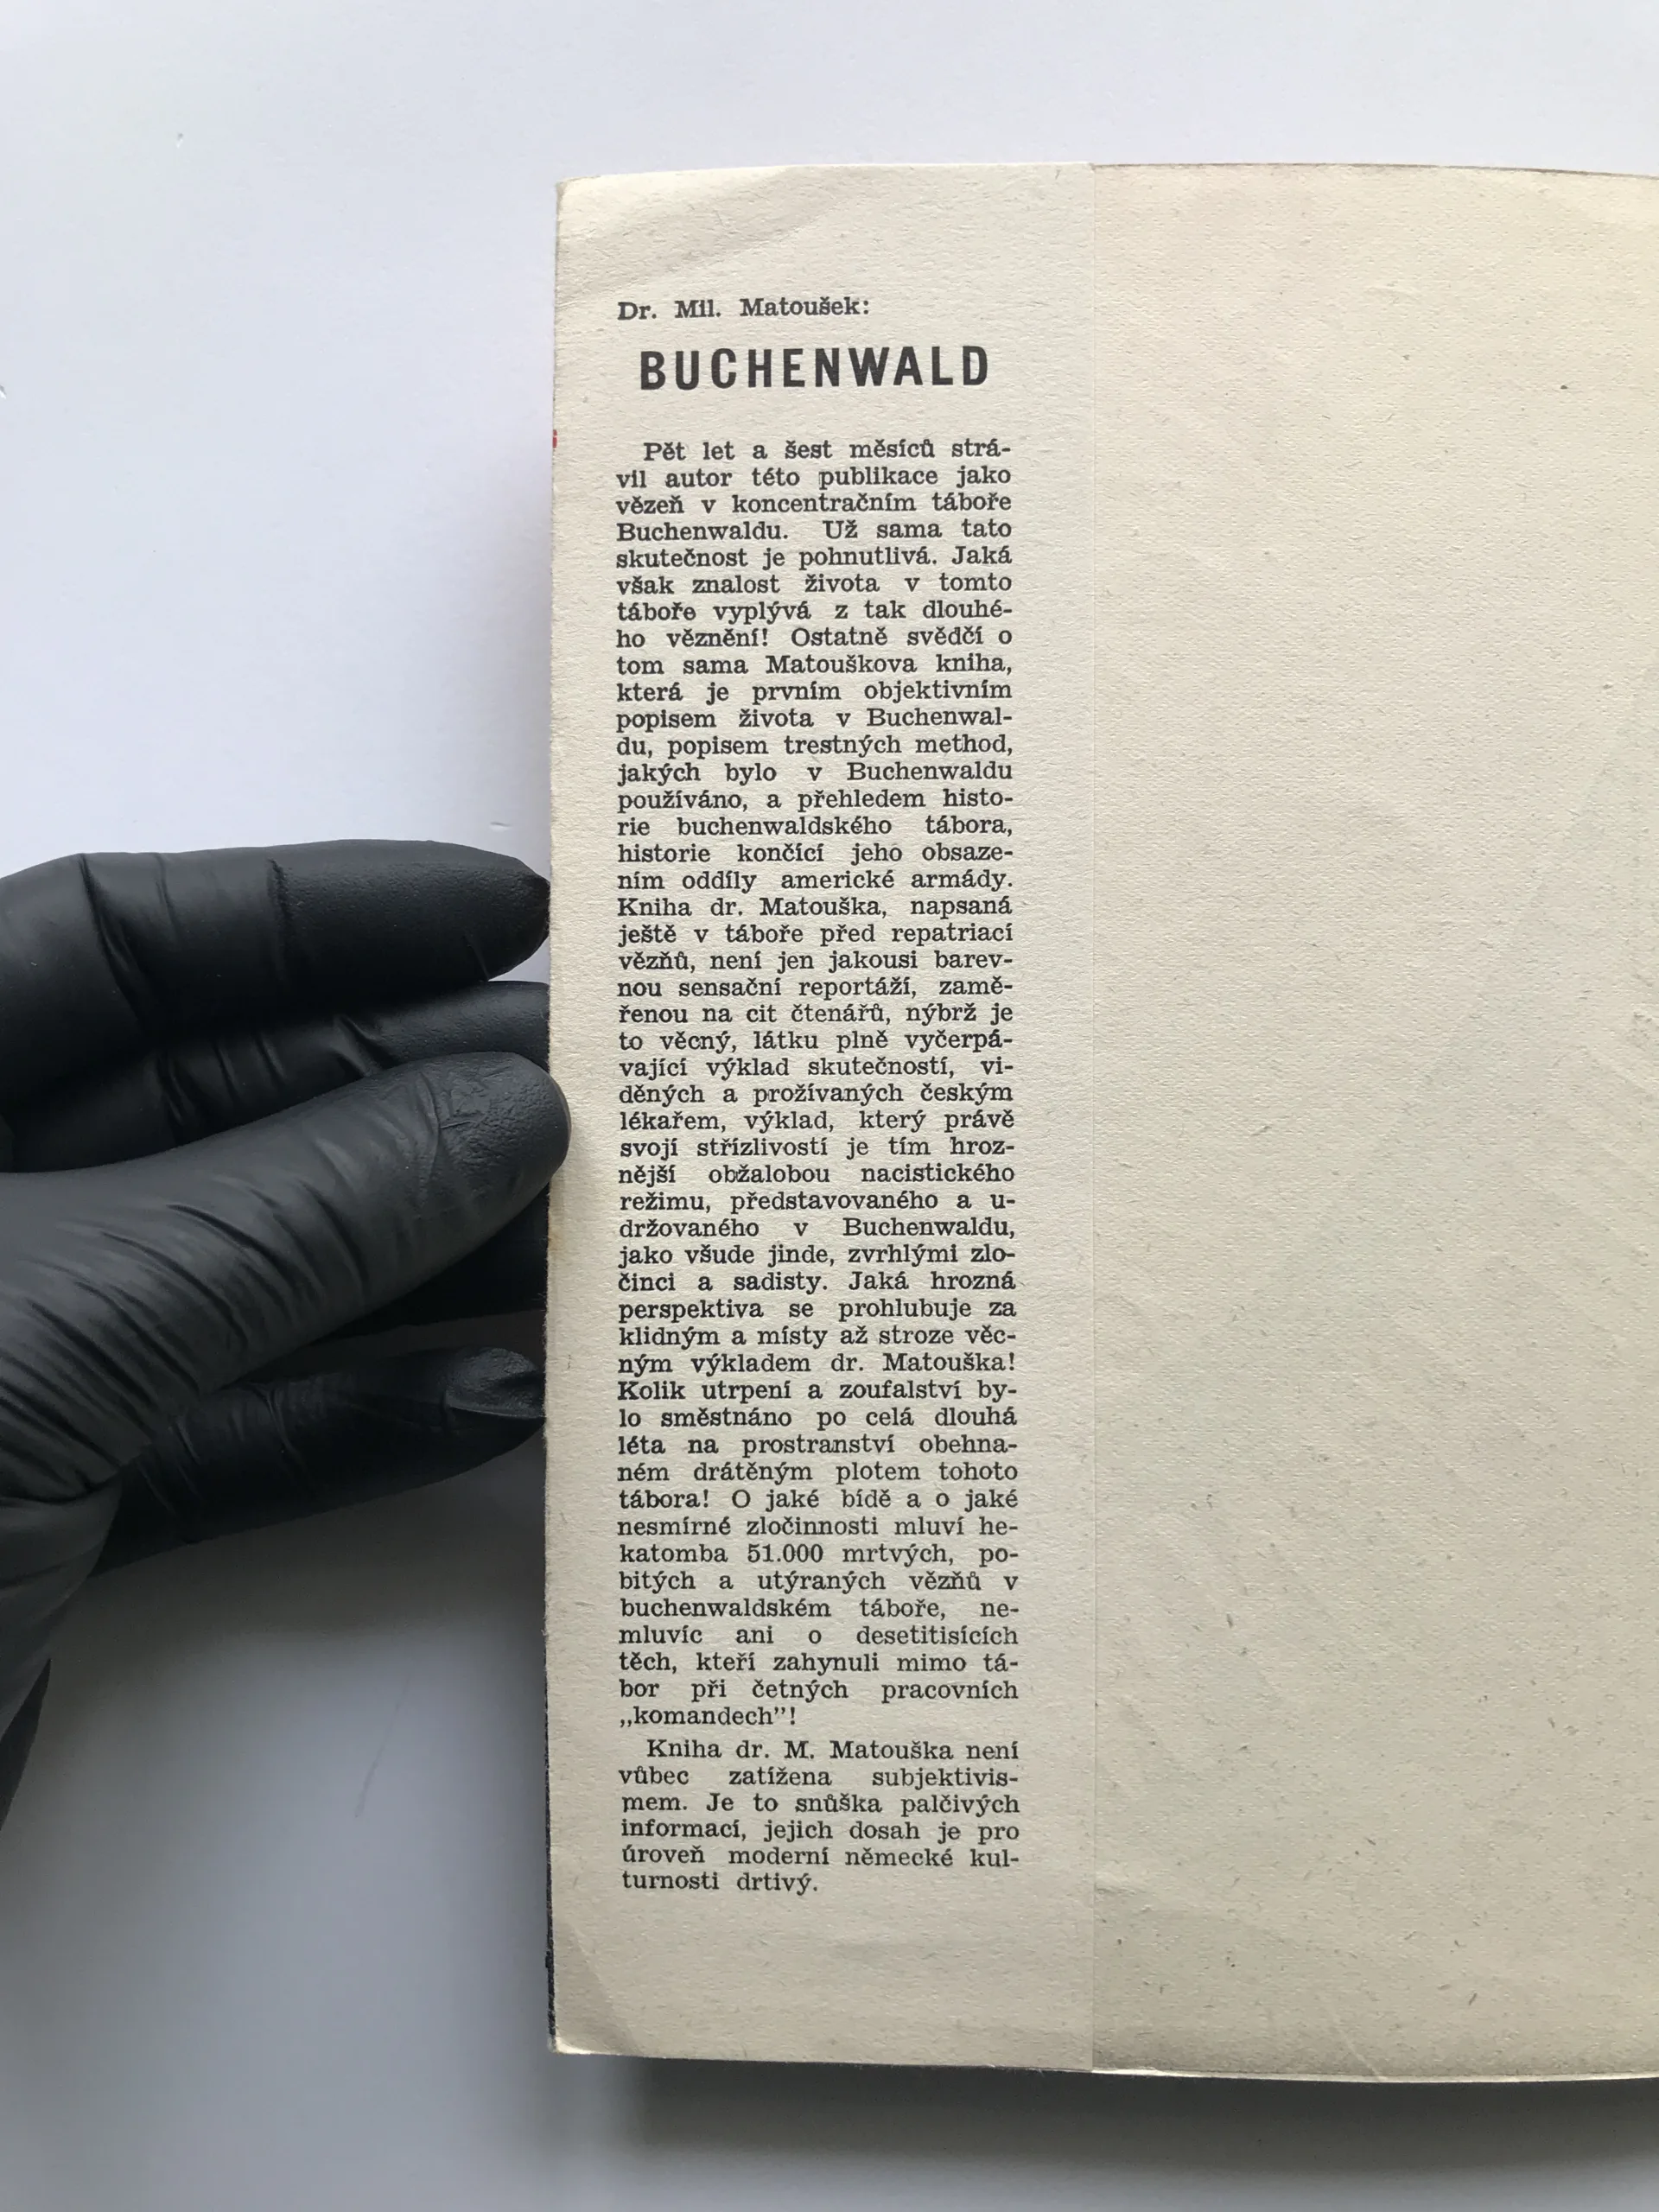 Dr. Mil. Matoušek:
BUCHENWALD
Pět let a šest měsíců strá-
vil autor této publikace jako
vězeň v koncentračním táboře
Buchenwaldu. Už sama tato
skutečnost je pohnutlivá. Jaká
však znalost života v tomto
táboře vyplývá z tak dlouhé-
ho věznění! Ostatně svědčí o
tom sama Matouškova kniha,
která je prvním objektivním
popisem života v Buchenwal-
du, popisem trestných method,
jakých bylo v Buchenwaldu
používáno, a přehledem histo-
rie buchenwaldského tábora,
historie končící jeho obsaze-
ním oddíly americké armády.
Kniha dr. Matouška, napsaná
ještě v táboře před repatriací
vězňů, není jen jakousi barev-
nou sensační reportáží, zamě-
řenou na cit čtenářů, nýbrž je
to věcný, látku plně vyčerpá-
vající výklad skutečností, vi-
děných a prožívaných českým
lékařem, výklad, který právě
svojí střízlivostí je tím hroz-
nější obžalobou nacistického
režimu, představovaného a u-
držovaného v Buchenwaldu,
jako všude jinde, zvrhlými zlo-
činci a sadisty. Jaká hrozná
perspektiva se prohlubuje za
klidným a místy až stroze věc-
ným výkladem dr. Matouška!
Kolik utrpení a zoufalství by-
lo směstnáno po celá dlouhá
léta na prostranství obehna-
ném drátěným plotem tohoto
tábora! O jaké bídě a o jaké
nesmírné zločinnosti mluví he-
katomba 51.000 mrtvých, po-
bitých a utýraných vězňů v
buchenwaldském táboře, ne-
mluvíc ani o desetitisících
těch, kteří zahynuli mimo tá-
bor při četných pracovních
„komandech"!
Kniha dr. M. Matouška není
vůbec zatížena subjektivis-
mem. Je to snůška palčivých
informací, jejich dosah je pro
úroveň moderní německé kul-
turnosti drtivý.